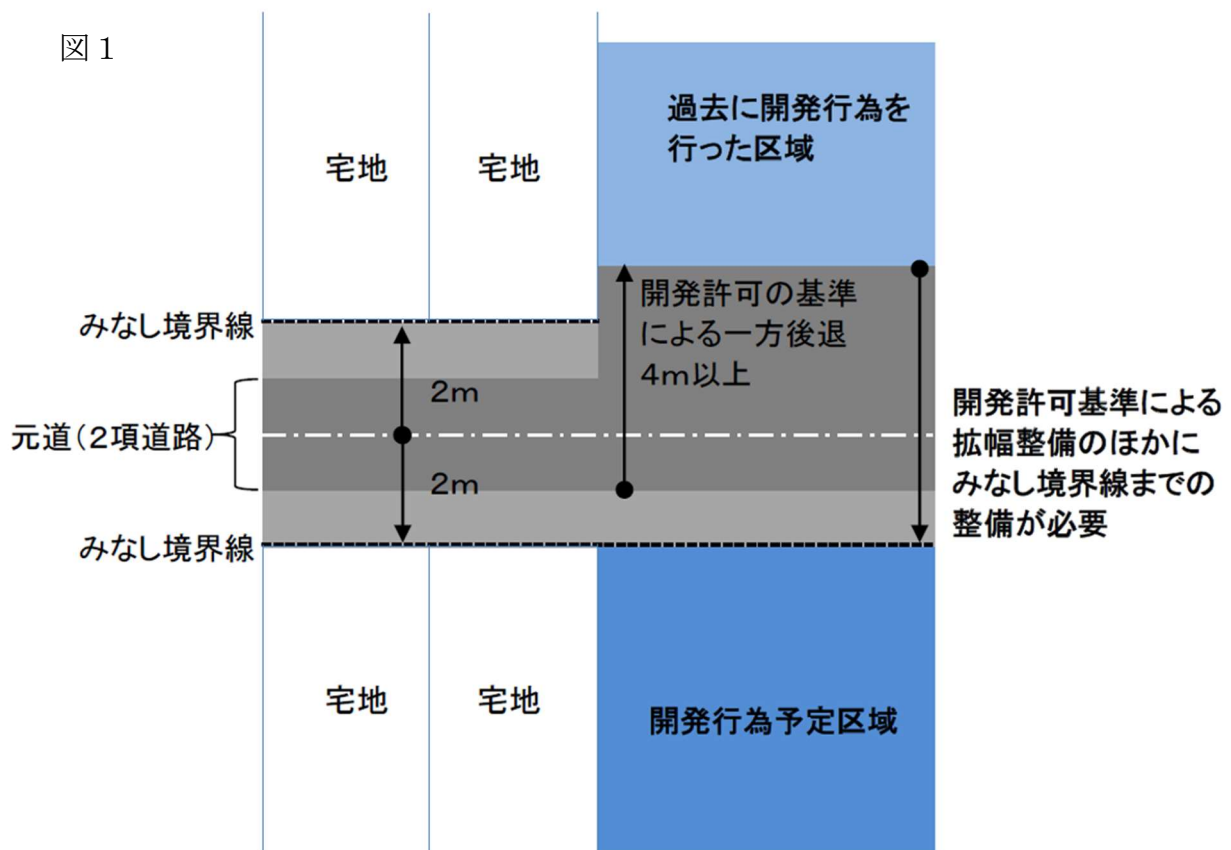 図1
宅地
宅地
過去に開発行為を
行った区域
みなし境界線
開発許可の基準
による一方後退
4m以上
2m
元道(2項道路)
2m
みなし境界線
開発許可基準による
拡幅整備のほかに
みなし境界線までの
整備が必要
宅地
宅地
開発行為予定区域